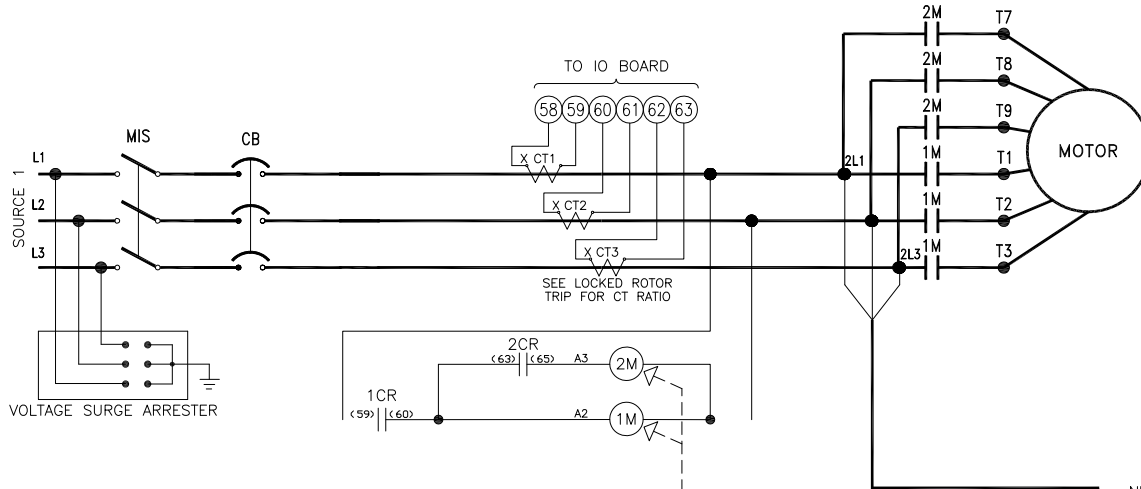 2M T7
2M T8
TO IO BOARD
58 59 60 61 62 63
2M T9
MOTOR
MIS CB
SOURCE 1
L1 X CT1 2L1 1M T1
L2 X CT2 1M T2
L3 X CT3 2L3 1M T3
SEE LOCKED ROTOR
TRIP FOR CT RATIO
2CR
(63) (65) A3 2M
VOLTAGE SURGE ARRESTER
1CR
(59) (60) A2 1M